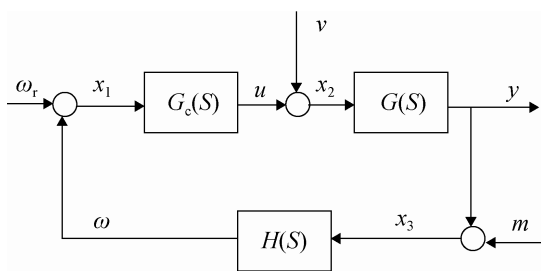 v
ωr x1 Gc(S) u x2 G(S) y
ω H(S) x3 m